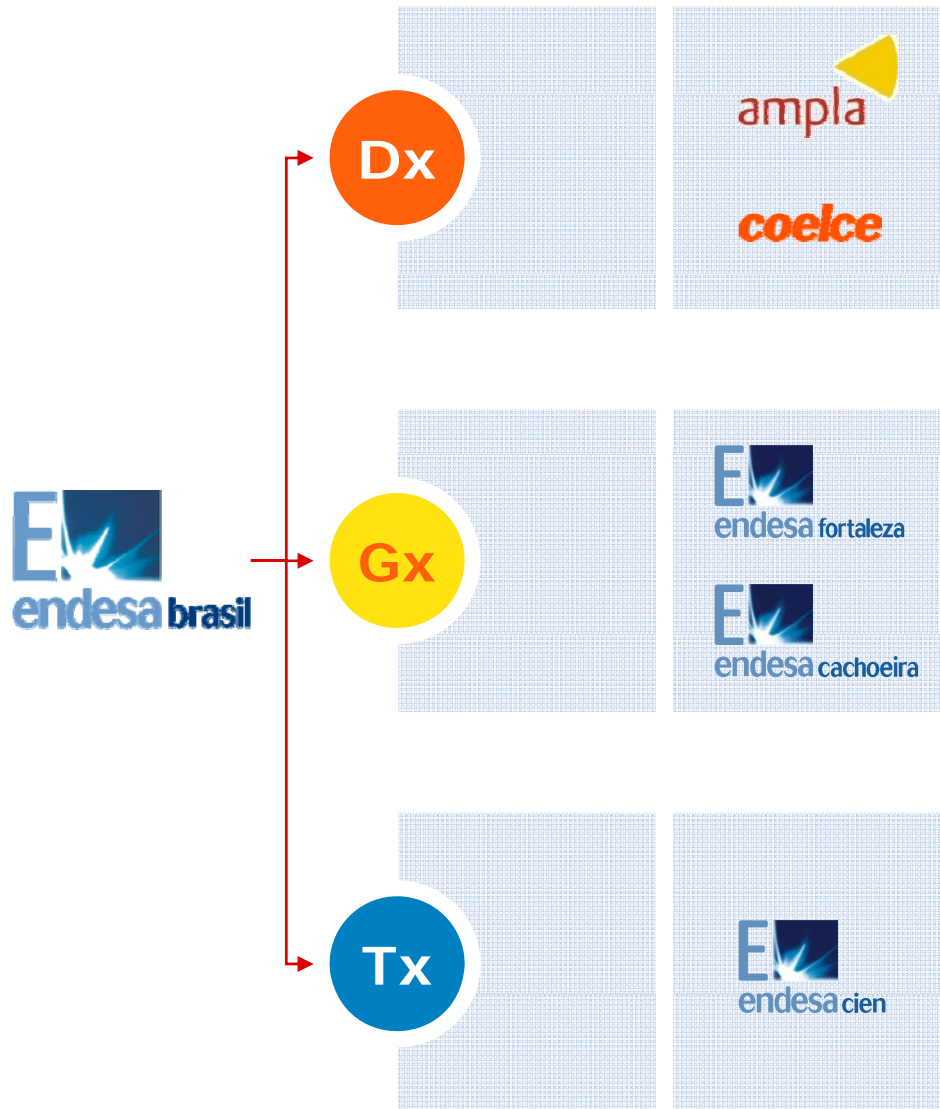 Dx
ampla
coelce
E
endesa brasil
Gx
E
endesa fortaleza
E
endesa cachoeira
Tx
E
endesa cien